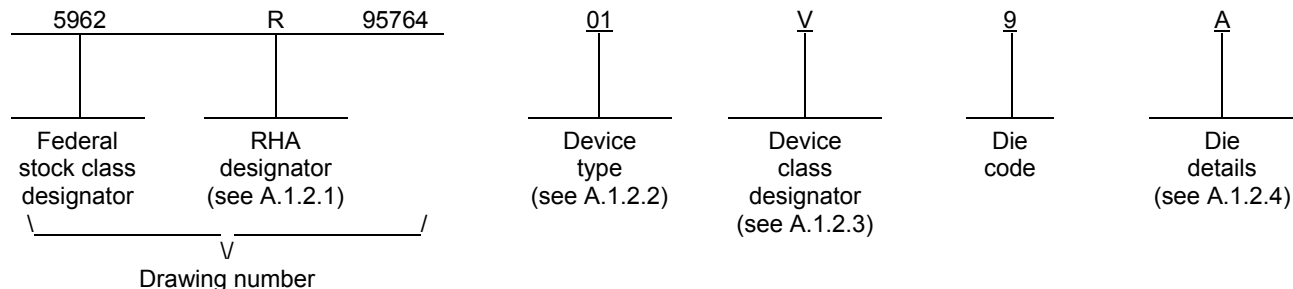 5962 R 95764 01 V 9 A
Federal stock class designator
RHA designator (see A.1.2.1)
Device type (see A.1.2.2)
Device class designator (see A.1.2.3)
Die code
Die details (see A.1.2.4)
\ / \/
Drawing number